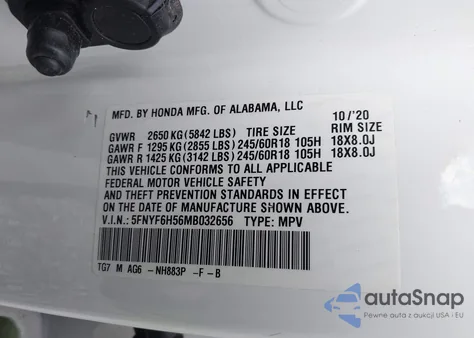 MFD. BY HONDA MFG. OF ALABAMA, LLC 10/'20
GVWR 2650 KG (5842 LBS) TIRE SIZE RIM SIZE
GAWR F 1295 KG (2855 LBS) 245/60R18 105H 18X8.0J
GAWR R 1425 KG (3142 LBS) 245/60R18 105H 18X8.0J
THIS VEHICLE CONFORMS TO ALL APPLICABLE
FEDERAL MOTOR VEHICLE SAFETY
AND THEFT PREVENTION STANDARDS IN EFFECT
ON THE DATE OF MANUFACTURE SHOWN ABOVE.
V.I.N.: 5FNYF6H56MB032656 TYPE: MPV
TG7 M AG6 -NH883P -F -B
autoSnap
Pewne auta z USA i EU